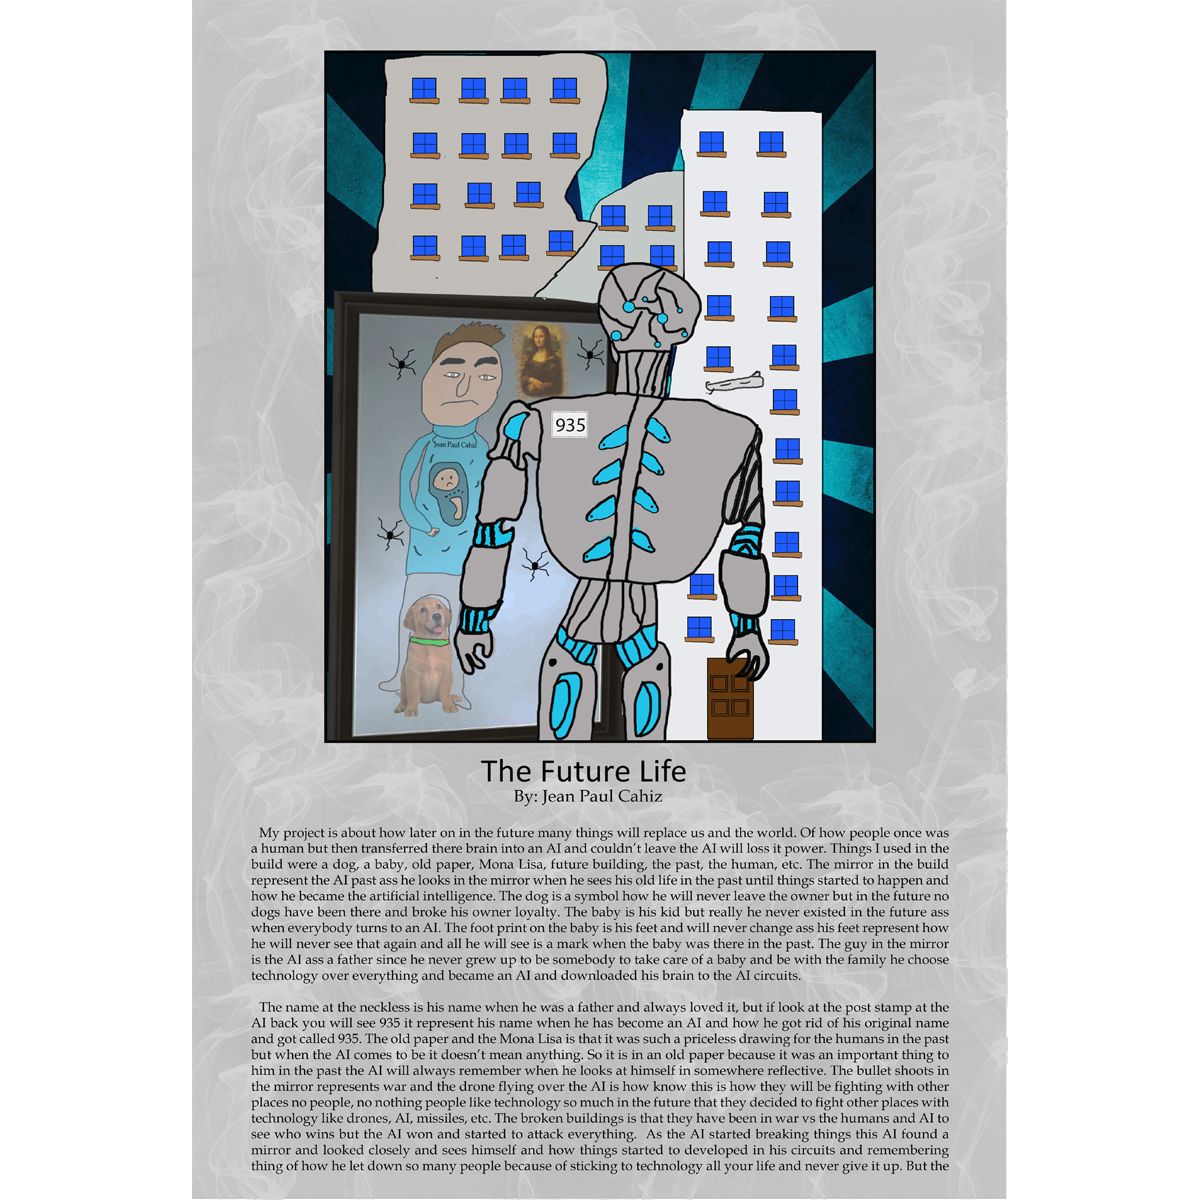 Jean Paul Cahiz
935
The Future Life
By: Jean Paul Cahiz
My project is about how later on in the future many things will replace us and the world. Of how people once was
a human but then transferred there brain into an AI and couldn't leave the AI will loss it power. Things I used in the
build were a dog, a baby, old paper, Mona Lisa, future building, the past, the human, etc. The mirror in the build
represent the AI past ass he looks in the mirror when he sees his old life in the past until things started to happen and
how he became the artificial intelligence. The dog is a symbol how he will never leave the owner but in the future no
dogs have been there and broke his owner loyalty. The baby is his kid but really he never existed in the future ass
when everybody turns to an AI. The foot print on the baby is his feet and will never change ass his feet represent how
he will never see that again and all he will see is a mark when the baby was there in the past. The guy in the mirror
is the AI ass a father since he never grew up to be somebody to take care of a baby and be with the family he choose
technology over everything and became an AI and downloaded his brain to the AI circuits.
The name at the neckless is his name when he was a father and always loved it, but if look at the post stamp at the
AI back you will see 935 it represent his name when he has become an AI and how he got rid of his original name
and got called 935. The old paper and the Mona Lisa is that it was such a priceless drawing for the humans in the past
but when the AI comes to be it doesn't mean anything. So it is in an old paper because it was an important thing to
him in the past the AI will always remember when he looks at himself in somewhere reflective. The bullet shoots in
the mirror represents war and the drone flying over the AI is how know this is how they will be fighting with other
places no people, no nothing people like technology so much in the future that they decided to fight other places with
technology like drones, AI, missiles, etc. The broken buildings is that they have been in war vs the humans and AI to
see who wins but the AI won and started to attack everything. As the AI started breaking things this AI found a
mirror and looked closely and sees himself and how things started to developed in his circuits and remembering
thing of how he let down so many people because of sticking to technology all your life and never give it up. But the